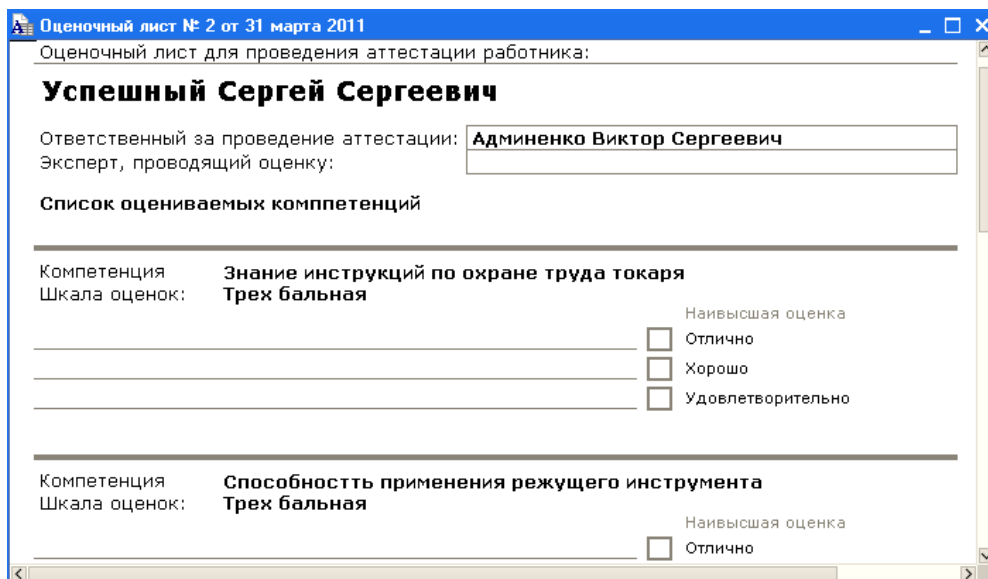 Оценочный лист № 2 от 31 марта 2011
Оценочный лист для проведения аттестации работника:
Успешный Сергей Сергеевич
Ответственный за проведение аттестации: Админенко Виктор Сергеевич
Эксперт, проводящий оценку:
Список оцениваемых комппетенций
Компетенция Знание инструкций по охране труда токаря
Шкала оценок: Трех бальная
Наивысшая оценка
Отлично
Хорошо
Удовлетворительно
Компетенция Способностть применения режущего инструмента
Шкала оценок: Трех бальная
Наивысшая оценка
Отлично